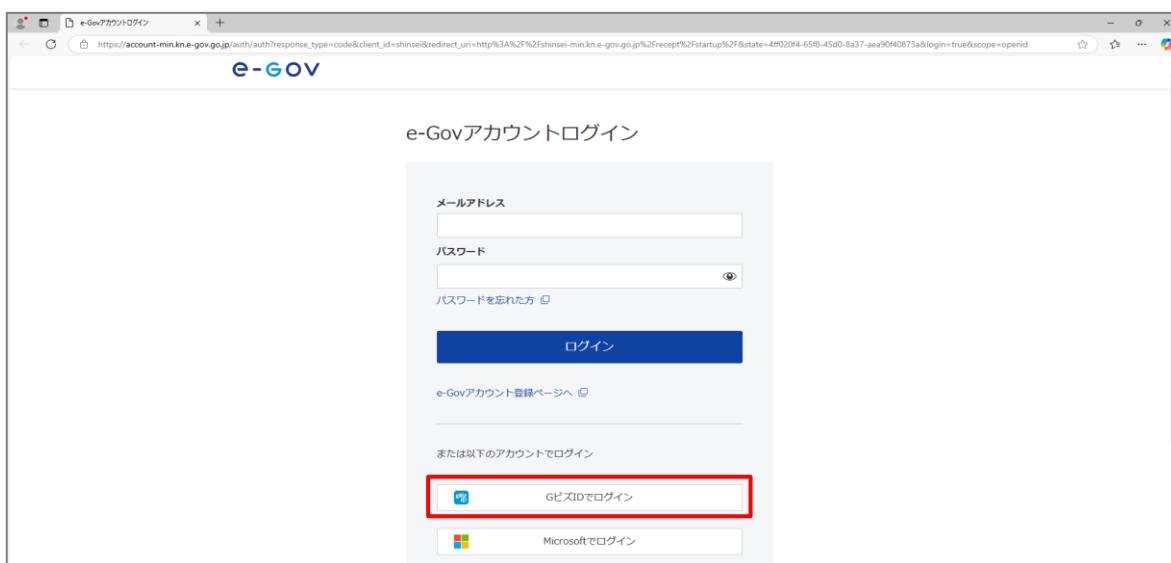 e-Govアカウントログイン
https://account-min.kn.e-gov.go.jp/auth/auth?response_type=code&client_id=shinsei&redirect_uri=http%3A%2F%2Fshinsei-min.kn.e-gov.go.jp%2Frecept%2Fstartup%2F&state=4ff020f4-65f8-45d0-8a37-aea90f40873a&login=true&scope=openid
e-GOV
e-Govアカウントログイン
メールアドレス
パスワード
パスワードを忘れた方
ログイン
e-Govアカウント登録ページへ
または以下のアカウントでログイン
GビズIDでログイン
Microsoftでログイン